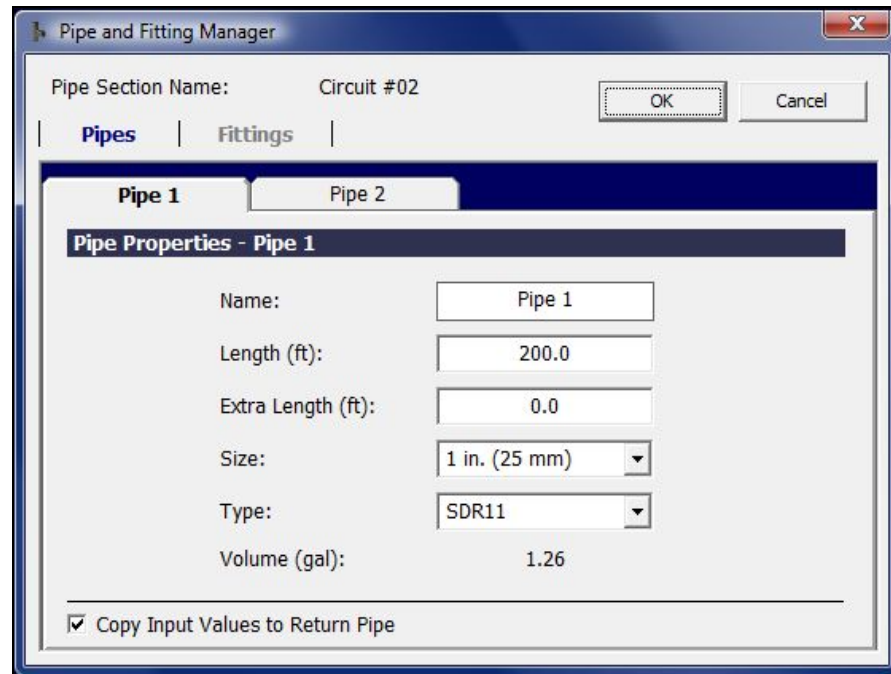 Pipe and Fitting Manager
Pipe Section Name: Circuit #02
OK Cancel
Pipes Fittings
Pipe 1 Pipe 2
Pipe Properties - Pipe 1
Name: Pipe 1
Length (ft): 200.0
Extra Length (ft): 0.0
Size: 1 in. (25 mm)
Type: SDR11
Volume (gal): 1.26
Copy Input Values to Return Pipe